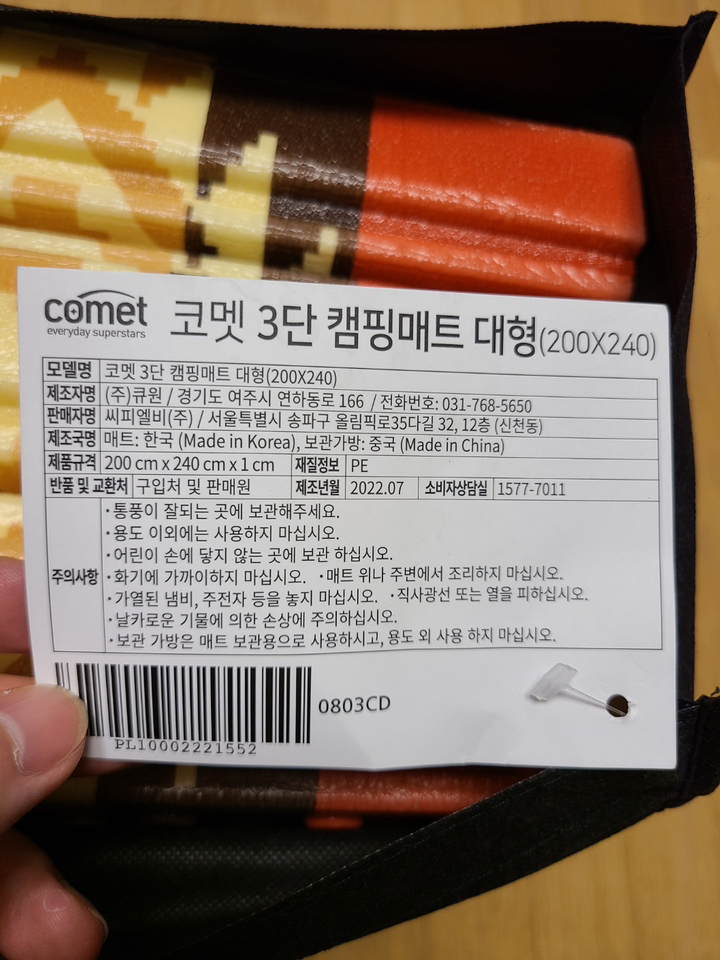 comet
everyday superstars
코멧 3단 캠핑매트 대형(200X240)
모델명 코멧 3단 캠핑매트 대형(200X240)
제조자명 (주)큐원 / 경기도 여주시 연하동로 166 / 전화번호: 031-768-5650
판매자명 씨피엘비(주) / 서울특별시 송파구 올림픽로35다길 32, 12층 (신천동)
제조국명 매트: 한국 (Made in Korea), 보관가방: 중국 (Made in China)
제품규격 200 cm x 240 cm x 1 cm 재질정보 PE
반품 및 교환처 구입처 및 판매원 제조년월 2022.07 소비자상담실 1577-7011
주의사항
·통풍이 잘되는 곳에 보관해주세요.
·용도 이외에는 사용하지 마십시오.
·어린이 손에 닿지 않는 곳에 보관 하십시오.
·화기에 가까이하지 마십시오. ·매트 위나 주변에서 조리하지 마십시오.
·가열된 냄비, 주전자 등을 놓지 마십시오. ·직사광선 또는 열을 피하십시오.
·날카로운 기물에 의한 손상에 주의하십시오.
·보관 가방은 매트 보관용으로 사용하시고, 용도 외 사용 하지 마십시오.
0803CD
PL10002221552